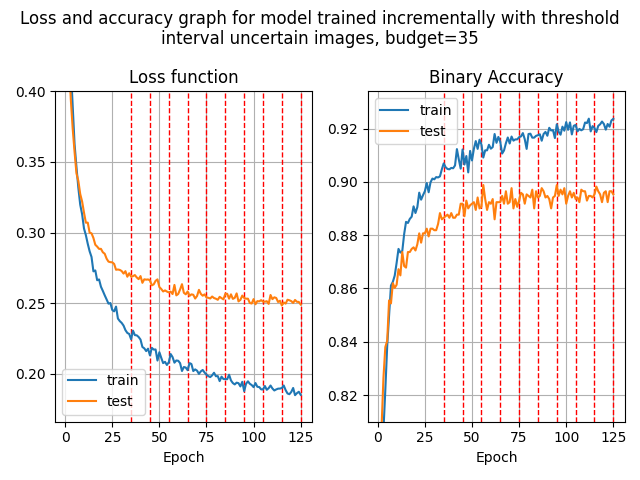 Loss and accuracy graph for model trained incrementally with threshold
interval uncertain images, budget=35
Loss function
0.40
0.35
0.30
0.25
0.20
train
test
0 25 50 75 100 125
Epoch
Binary Accuracy
train
test
0.92
0.90
0.88
0.86
0.84
0.82
0 25 50 75 100 125
Epoch